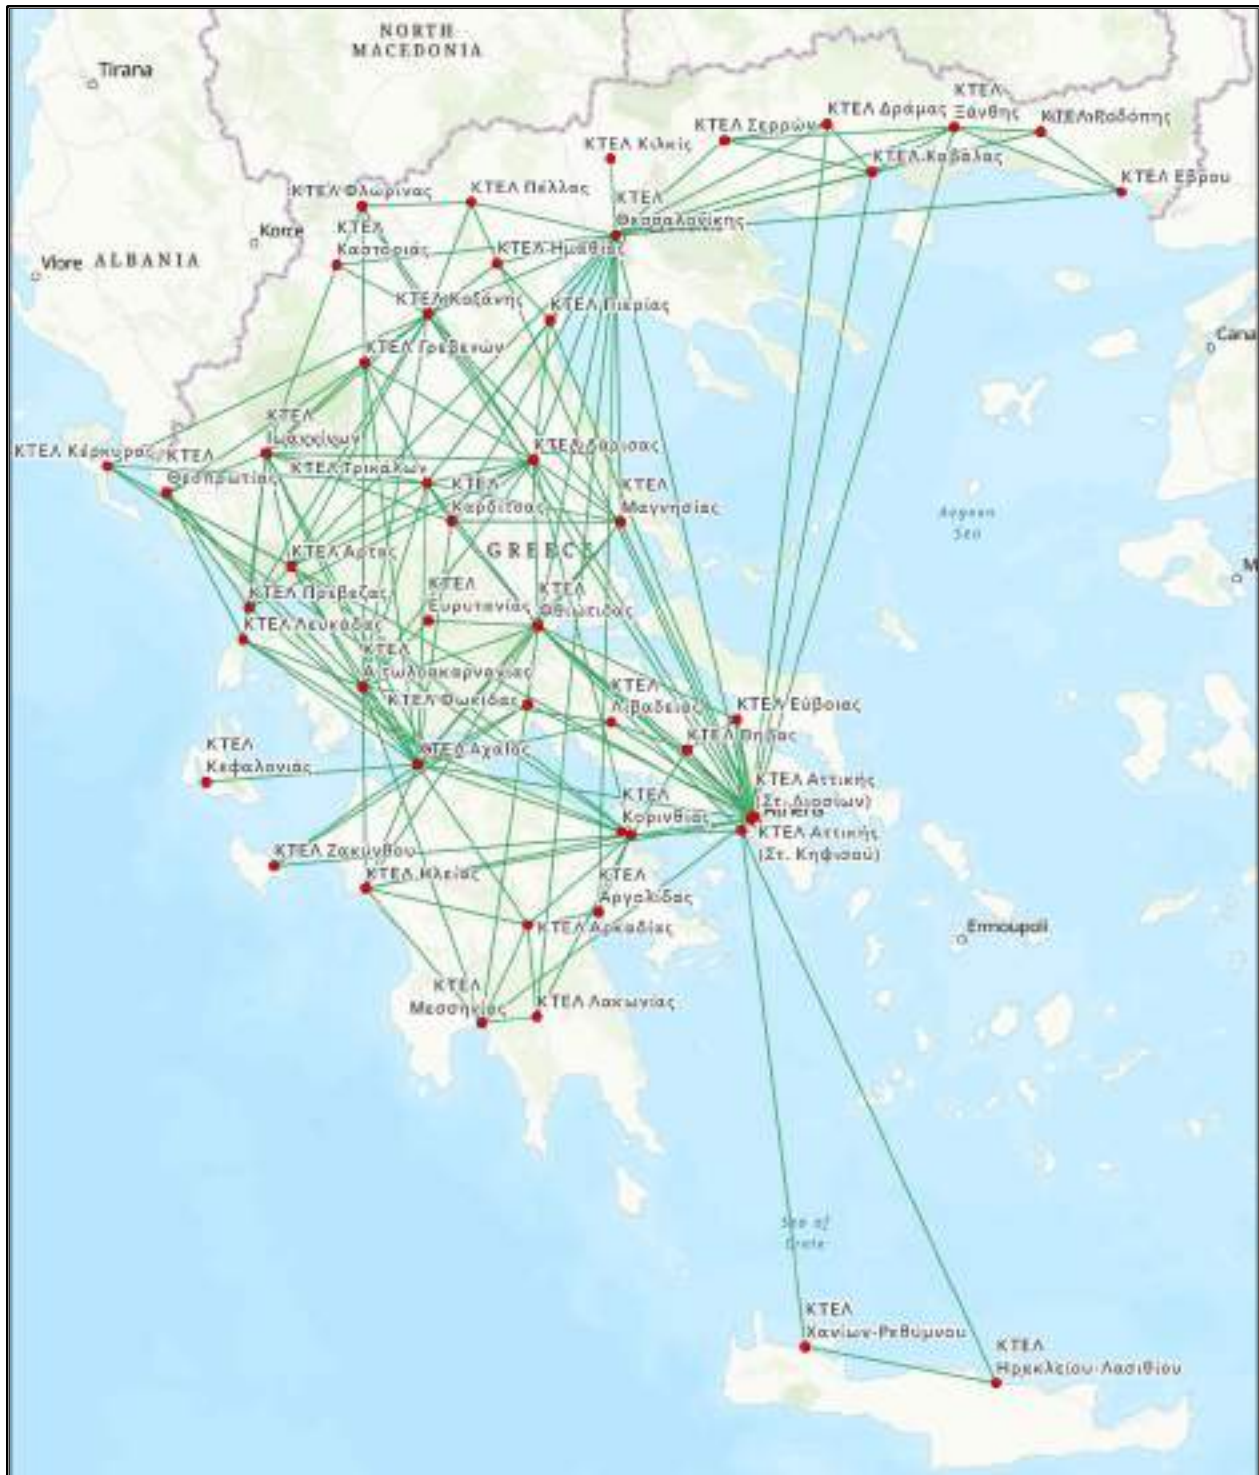 NORTH
MACEDONIA
Tirana
ΚΤΕΛ
Ξάνθης
ΚΤΕΛ Δράμας
ΚΤΕΛ Ροδόπης
ΚΤΕΛ Σερρών
ΚΤΕΛ Κιλκίς
ΚΤΕΛ Καβάλας
ΚΤΕΛ Έβρου
ΚΤΕΛ Φλώρινας
ΚΤΕΛ Πέλλας
ΚΤΕΛ
Θεσσαλονίκης
Korce
ΚΤΕΛ
Καστοριάς
ΚΤΕΛ Ημαθίας
Vlore
ALBANIA
ΚΤΕΛ Κοζάνης
ΚΤΕΛ Πιερίας
Cana
ΚΤΕΛ Γρεβενών
ΚΤΕΛ
Ιωαννίνων
ΚΤΕΛ Κέρκυρας
ΚΤΕΛ
Θεσπρωτίας
ΚΤΕΛ Λάρισας
ΚΤΕΛ Τρικάλων
ΚΤΕΛ
Καρδίτσας
ΚΤΕΛ
Μαγνησίας
Aegean
Sea
GREECE
ΚΤΕΛ Άρτας
M
ΚΤΕΛ Πρέβεζας
ΚΤΕΛ
Ευρυτανίας
ΚΤΕΛ
Φθιώτιδας
ΚΤΕΛ Λευκάδας
ΚΤΕΛ
Αιτωλοακαρνανίας
ΚΤΕΛ Φωκίδας
ΚΤΕΛ
Λιβαδειάς
ΚΤΕΛ Εύβοιας
ΚΤΕΛ Θήβας
ΚΤΕΛ
Κεφαλονιάς
ΚΤΕΛ Αχαΐας
ΚΤΕΛ
Κορινθίας
ΚΤΕΛ Αττικής
(Στ. Λιοσίων)
Athens
ΚΤΕΛ Αττικής
(Στ. Κηφισού)
ΚΤΕΛ Ζακύνθου
ΚΤΕΛ Ηλείας
ΚΤΕΛ
Αργολίδας
ΚΤΕΛ Αρκαδίας
Ermoupoli
ΚΤΕΛ
Μεσσηνίας
ΚΤΕΛ Λακωνίας
Sea of
Crete
ΚΤΕΛ
Χανίων-Ρεθύμνου
ΚΤΕΛ
Ηρακλείου-Λασιθίου